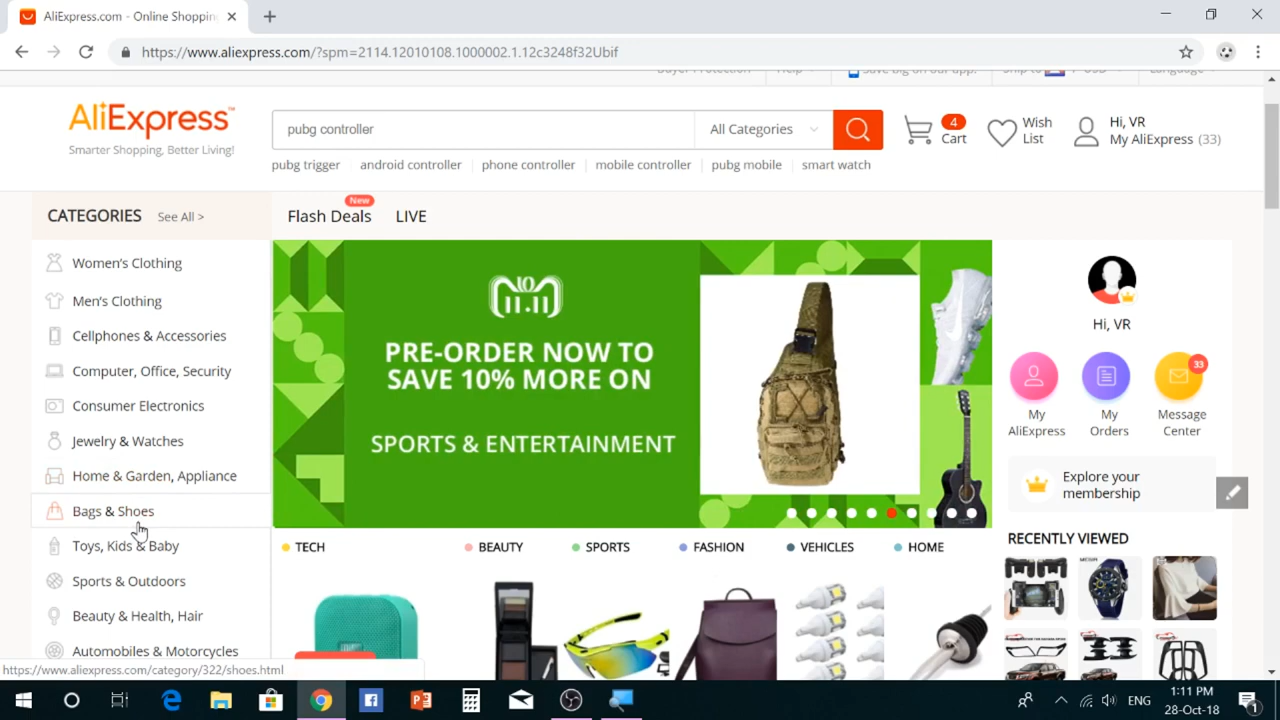 AliExpress.com - Online Shoppin
https://www.aliexpress.com/?spm=2114.12010108.1000002.1.12c3248f32Ubif
AliExpress™
Smarter Shopping, Better Living!
pubg controller
All Categories
4
Cart
Wish
List
Hi, VR
My AliExpress (33)
pubg trigger android controller phone controller mobile controller pubg mobile smart watch
CATEGORIES See All >
New
Flash Deals LIVE
Women's Clothing
Men's Clothing
Cellphones & Accessories
Computer, Office, Security
Consumer Electronics
Jewelry & Watches
Home & Garden, Appliance
Bags & Shoes
Toys, Kids & Baby
Sports & Outdoors
Beauty & Health, Hair
Automobiles & Motorcycles
11.11
PRE-ORDER NOW TO
SAVE 10% MORE ON
SPORTS & ENTERTAINMENT
Hi, VR
33
My
AliExpress
My
Orders
Message
Center
Explore your
membership
RECENTLY VIEWED
TECH BEAUTY SPORTS FASHION VEHICLES HOME
https://www.aliexpress.com/category/322/shoes.html
ENG
1:11 PM
28-Oct-18
1